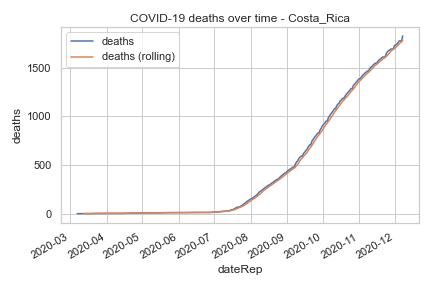 COVID-19 deaths over time - Costa_Rica
deaths
deaths (rolling)
deaths
1500
1000
500
0
2020-03
2020-04
2020-05
2020-06
2020-07
2020-08
2020-09
2020-10
2020-11
2020-12
dateRep